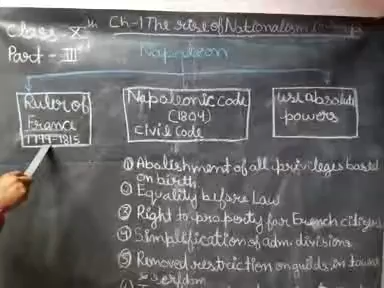 Class - Xth Ch-1 The rise of Nationalism
Part - III Napoleon
Ruler of
France
1799-1815
Napoleonic code
(1804)
Civil Code
use absolute
powers
① Abolishment of all privileges based
on birth
② Equality before Law
③ Right to property for French citizens
④ Simplification of adm. divisions
⑤ Removed restriction on guilds in towns
serfdom